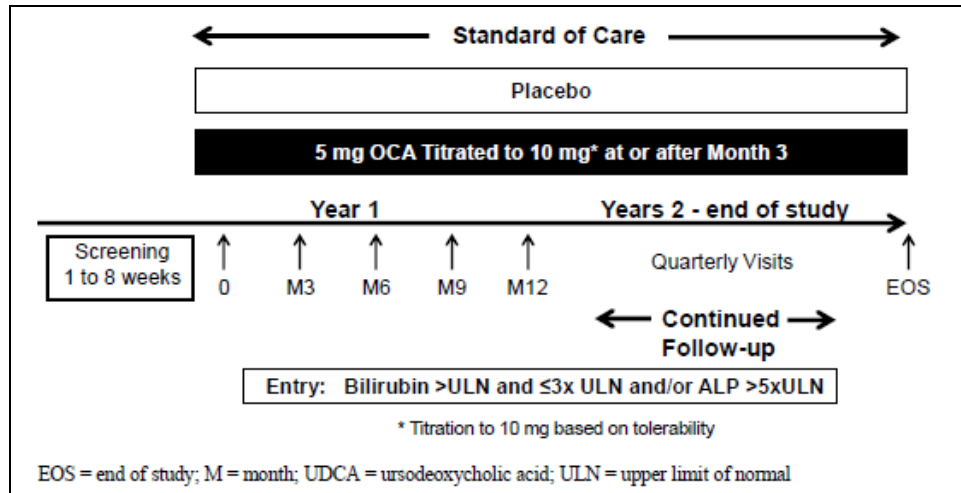 Standard of Care
Placebo
5 mg OCA Titrated to 10 mg* at or after Month 3
Year 1
Years 2 - end of study
Screening
1 to 8 weeks
0
M3
M6
M9
M12
Quarterly Visits
EOS
Continued
Follow-up
Entry: Bilirubin >ULN and ≤3x ULN and/or ALP >5xULN
* Titration to 10 mg based on tolerability
EOS = end of study; M = month; UDCA = ursodeoxycholic acid; ULN = upper limit of normal